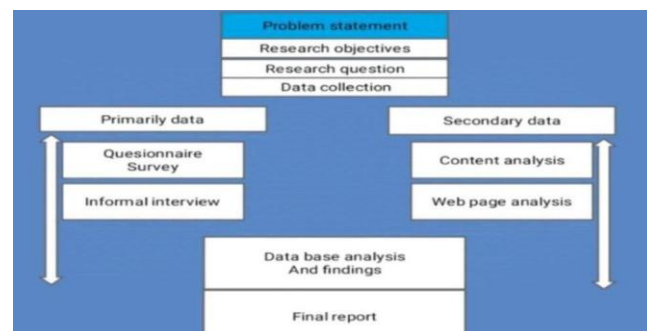 Problem statement
Research objectives
Research question
Data collection
Primarily data
Secondary data
Quesionnaire
Survey
Content analysis
Informal interview
Web page analysis
Data base analysis
And findings
Final report